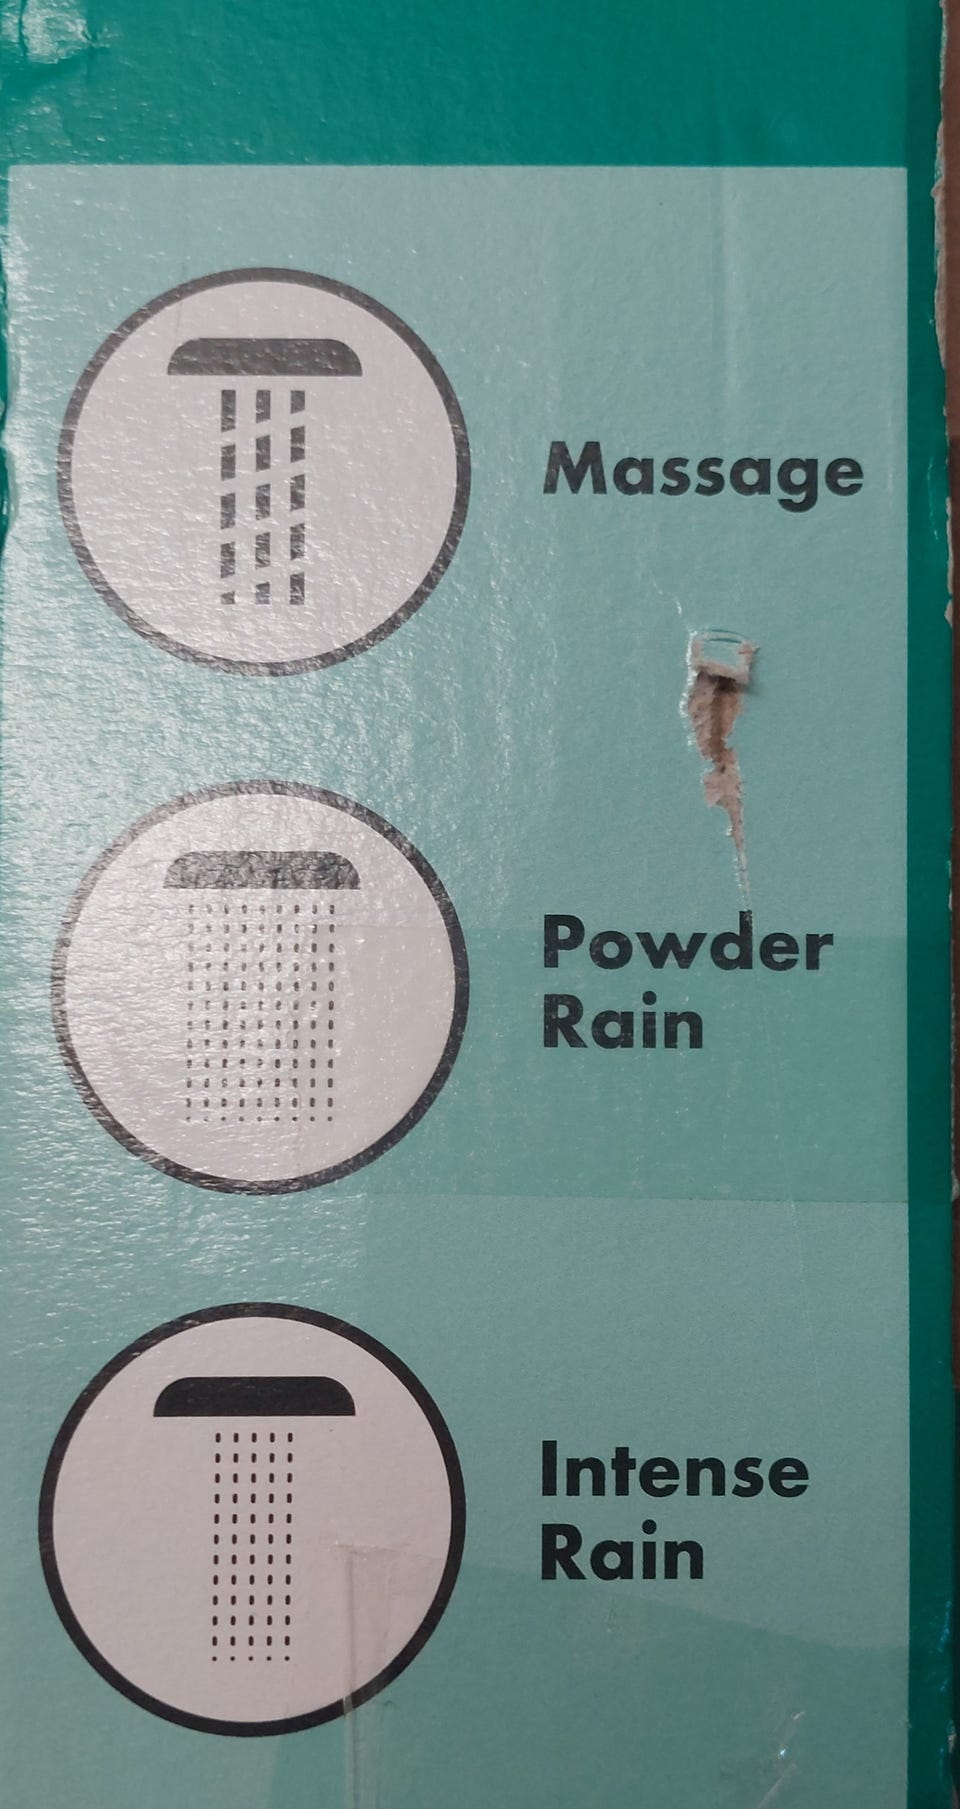 Massage
Powder
Rain
Intense
Rain